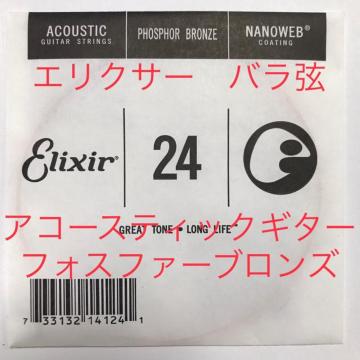 ACOUSTIC
GUITAR STRINGS
PHOSPHOR BRONZE
NANOWEB®
COATING
エリクサー　バラ弦
Elixir®
24
アコースティックギター
GREAT TONE • LONG LIFE™
フォスファーブロンズ
7 33132 14124 1